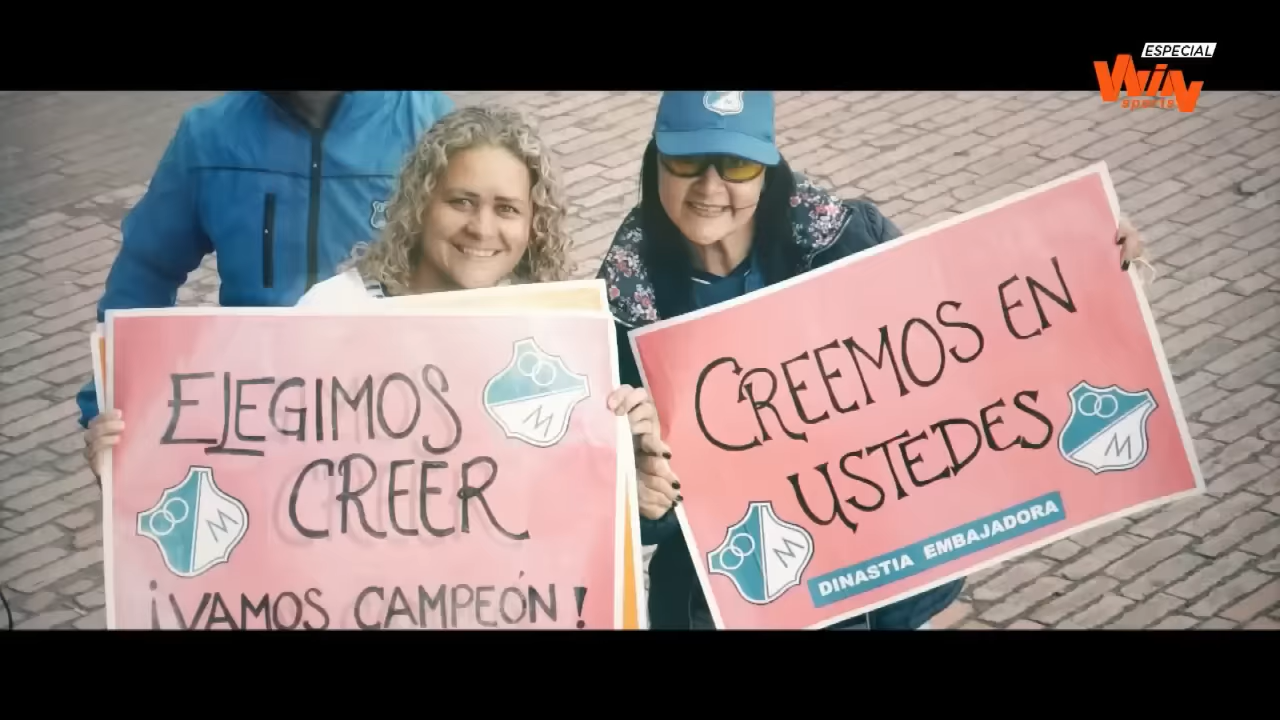 ESPECIAL
Win
sports
ELEGIMOS
CREER
¡VAMOS CAMPEÓN!
M
M
CREEMOS EN
USTEDES
M
M
DINASTIA EMBAJADORA